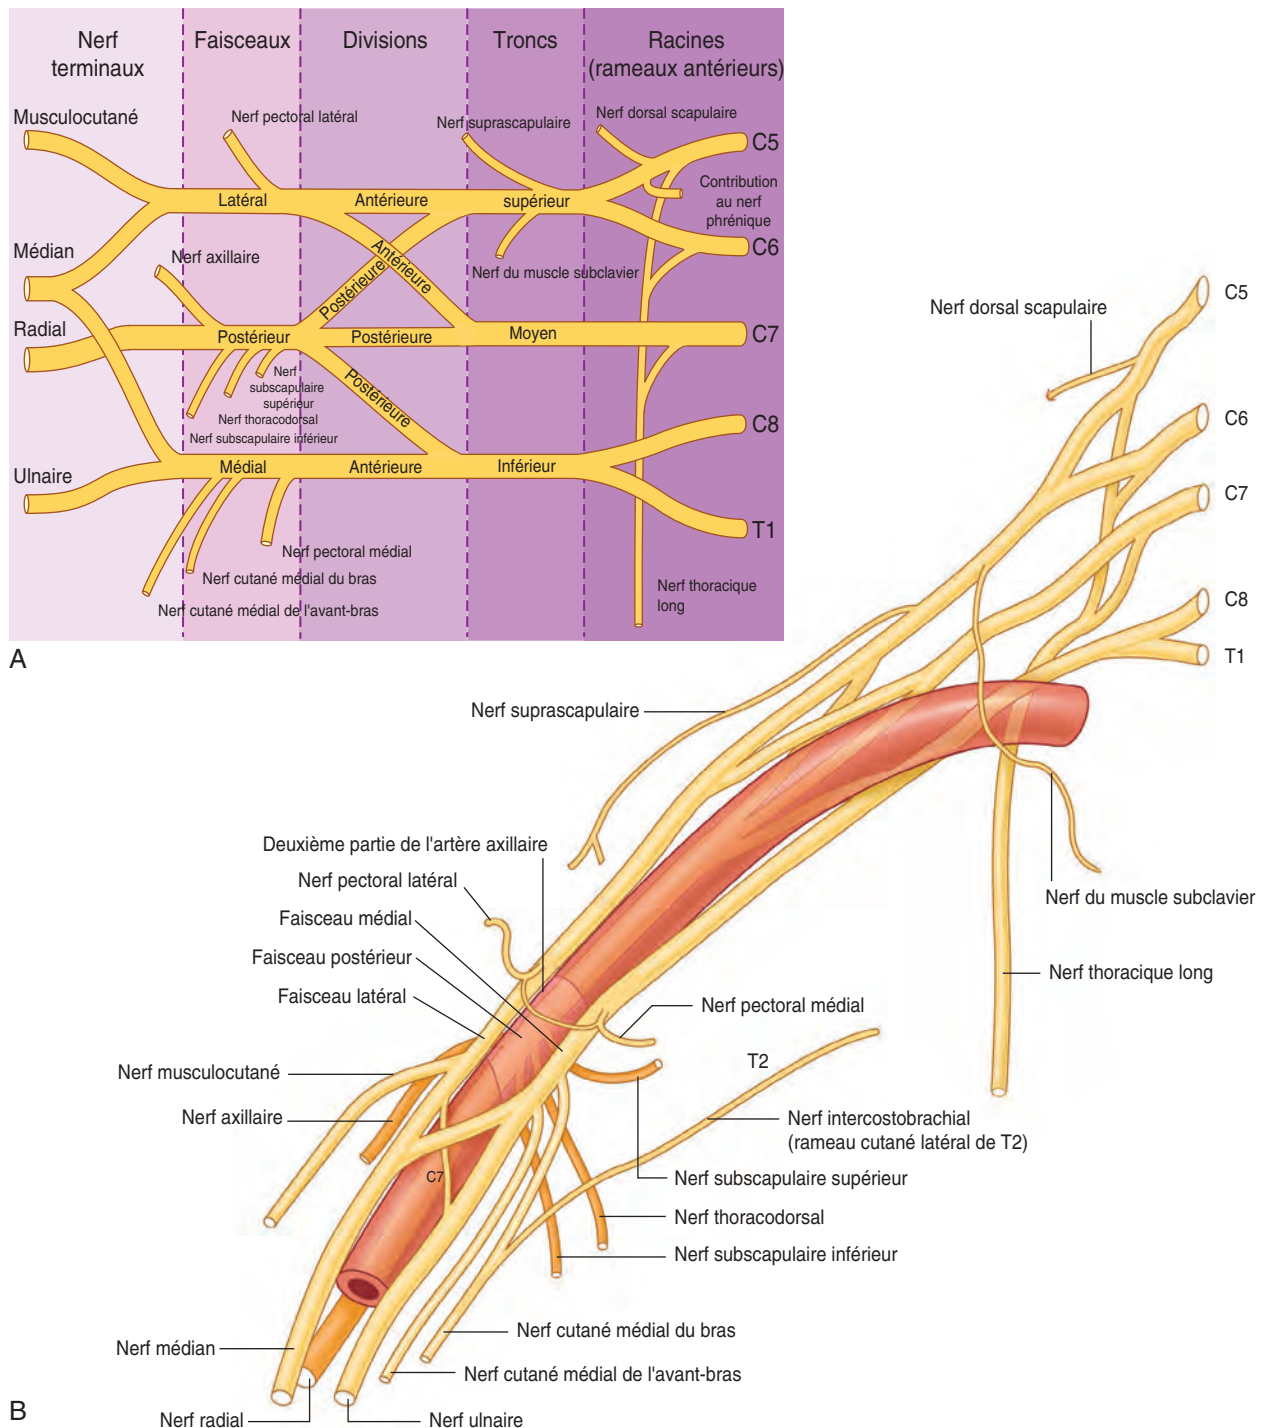 Nerf
terminaux
Faisceaux
Divisions
Troncs
Racines
(rameaux antérieurs)
Musculocutané
Nerf pectoral latéral
Nerf suprascapulaire
Nerf dorsal scapulaire
C5
Contribution
au nerf
phrénique
Latéral
Antérieure
supérieur
Médian
Nerf axillaire
Antérieure
Postérieure
Nerf du muscle subclavier
C6
Radial
Postérieur
Postérieure
Moyen
C7
Nerf
subscapulaire
supérieur
Postérieure
Nerf thoracodorsal
Nerf subscapulaire inférieur
C8
Ulnaire
Médial
Antérieure
Inférieur
T1
Nerf pectoral médial
Nerf cutané médial du bras
Nerf cutané médial de l'avant-bras
Nerf thoracique
long
A
C5
Nerf dorsal scapulaire
C6
C7
C8
T1
Nerf suprascapulaire
Deuxième partie de l'artère axillaire
Nerf pectoral latéral
Nerf du muscle subclavier
Faisceau médial
Faisceau postérieur
Nerf thoracique long
Faisceau latéral
Nerf pectoral médial
T2
Nerf musculocutané
Nerf axillaire
Nerf intercostobrachial
(rameau cutané latéral de T2)
C7
Nerf subscapulaire supérieur
Nerf thoracodorsal
Nerf subscapulaire inférieur
Nerf cutané médial du bras
Nerf médian
Nerf cutané médial de l'avant-bras
B
Nerf radial
Nerf ulnaire